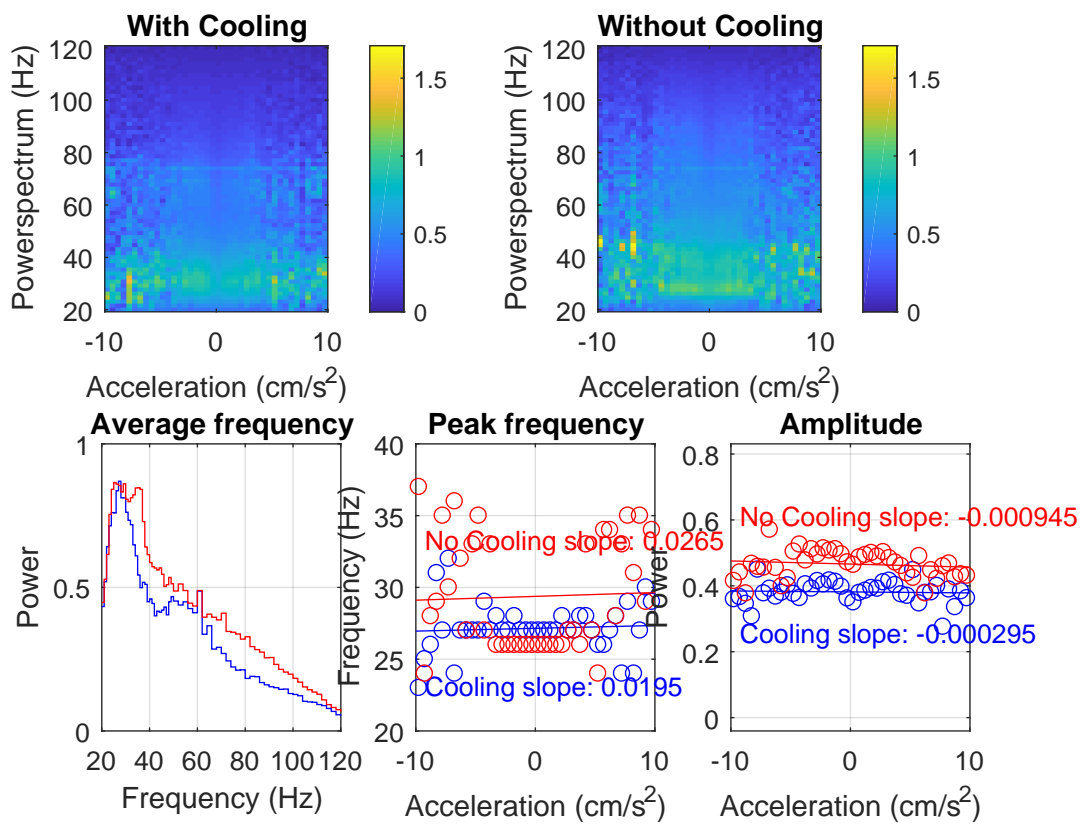 With Cooling
Powerspectrum (Hz)
120
100
80
60
40
20
-10
0
10
Acceleration (cm/s²)
1.5
1
0.5
0
Without Cooling
Powerspectrum (Hz)
120
100
80
60
40
20
-10
0
10
Acceleration (cm/s²)
1.5
1
0.5
0
Average frequency
Power
1
0.5
0
20
40
60
80
100
120
Frequency (Hz)
Peak frequency
Frequency (Hz)
40
35
30
25
20
No Cooling slope: 0.0265
Cooling slope: 0.0195
-10
0
10
Acceleration (cm/s²)
Amplitude
Power
0.8
0.6
0.4
0.2
0
No Cooling slope: -0.000945
Cooling slope: -0.000295
-10
0
10
Acceleration (cm/s²)